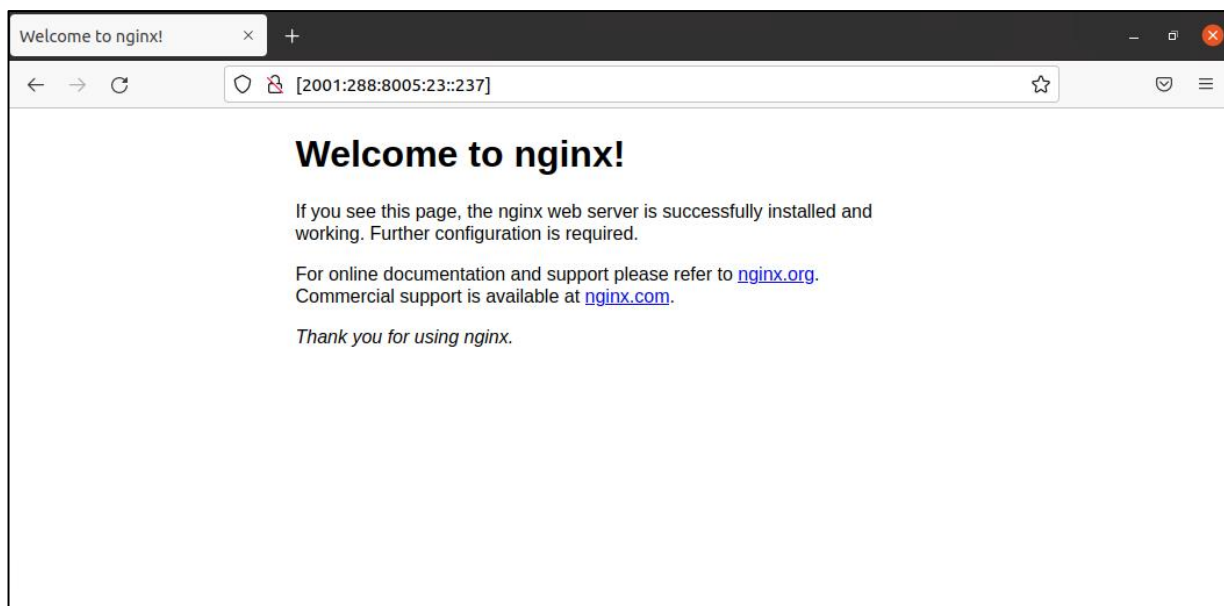 Welcome to nginx!
[2001:288:8005:23::237]
Welcome to nginx!
If you see this page, the nginx web server is successfully installed and
working. Further configuration is required.
For online documentation and support please refer to nginx.org.
Commercial support is available at nginx.com.
Thank you for using nginx.